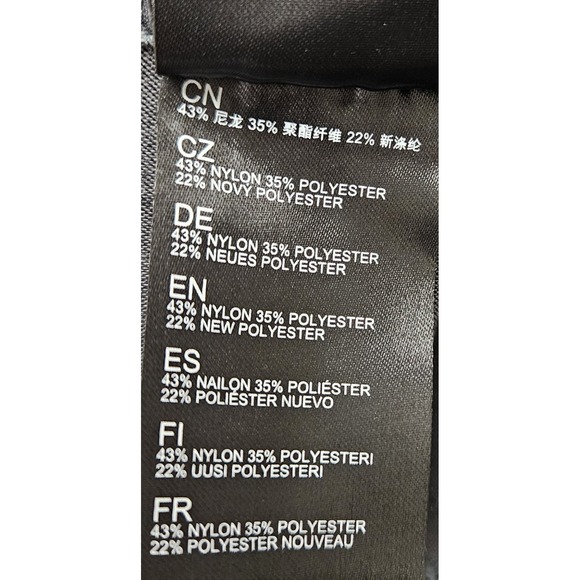 CN
43% 尼龙 35% 聚酯纤维 22% 新涤纶
CZ
43% NYLON 35% POLYESTER
22% NOVY POLYESTER
DE
43% NYLON 35% POLYESTER
22% NEUES POLYESTER
EN
43% NYLON 35% POLYESTER
22% NEW POLYESTER
ES
43% NAILON 35% POLIÉSTER
22% POLIÉSTER NUEVO
FI
43% NYLON 35% POLYESTERI
22% UUSI POLYESTERI
FR
43% NYLON 35% POLYESTER
22% POLYESTER NOUVEAU